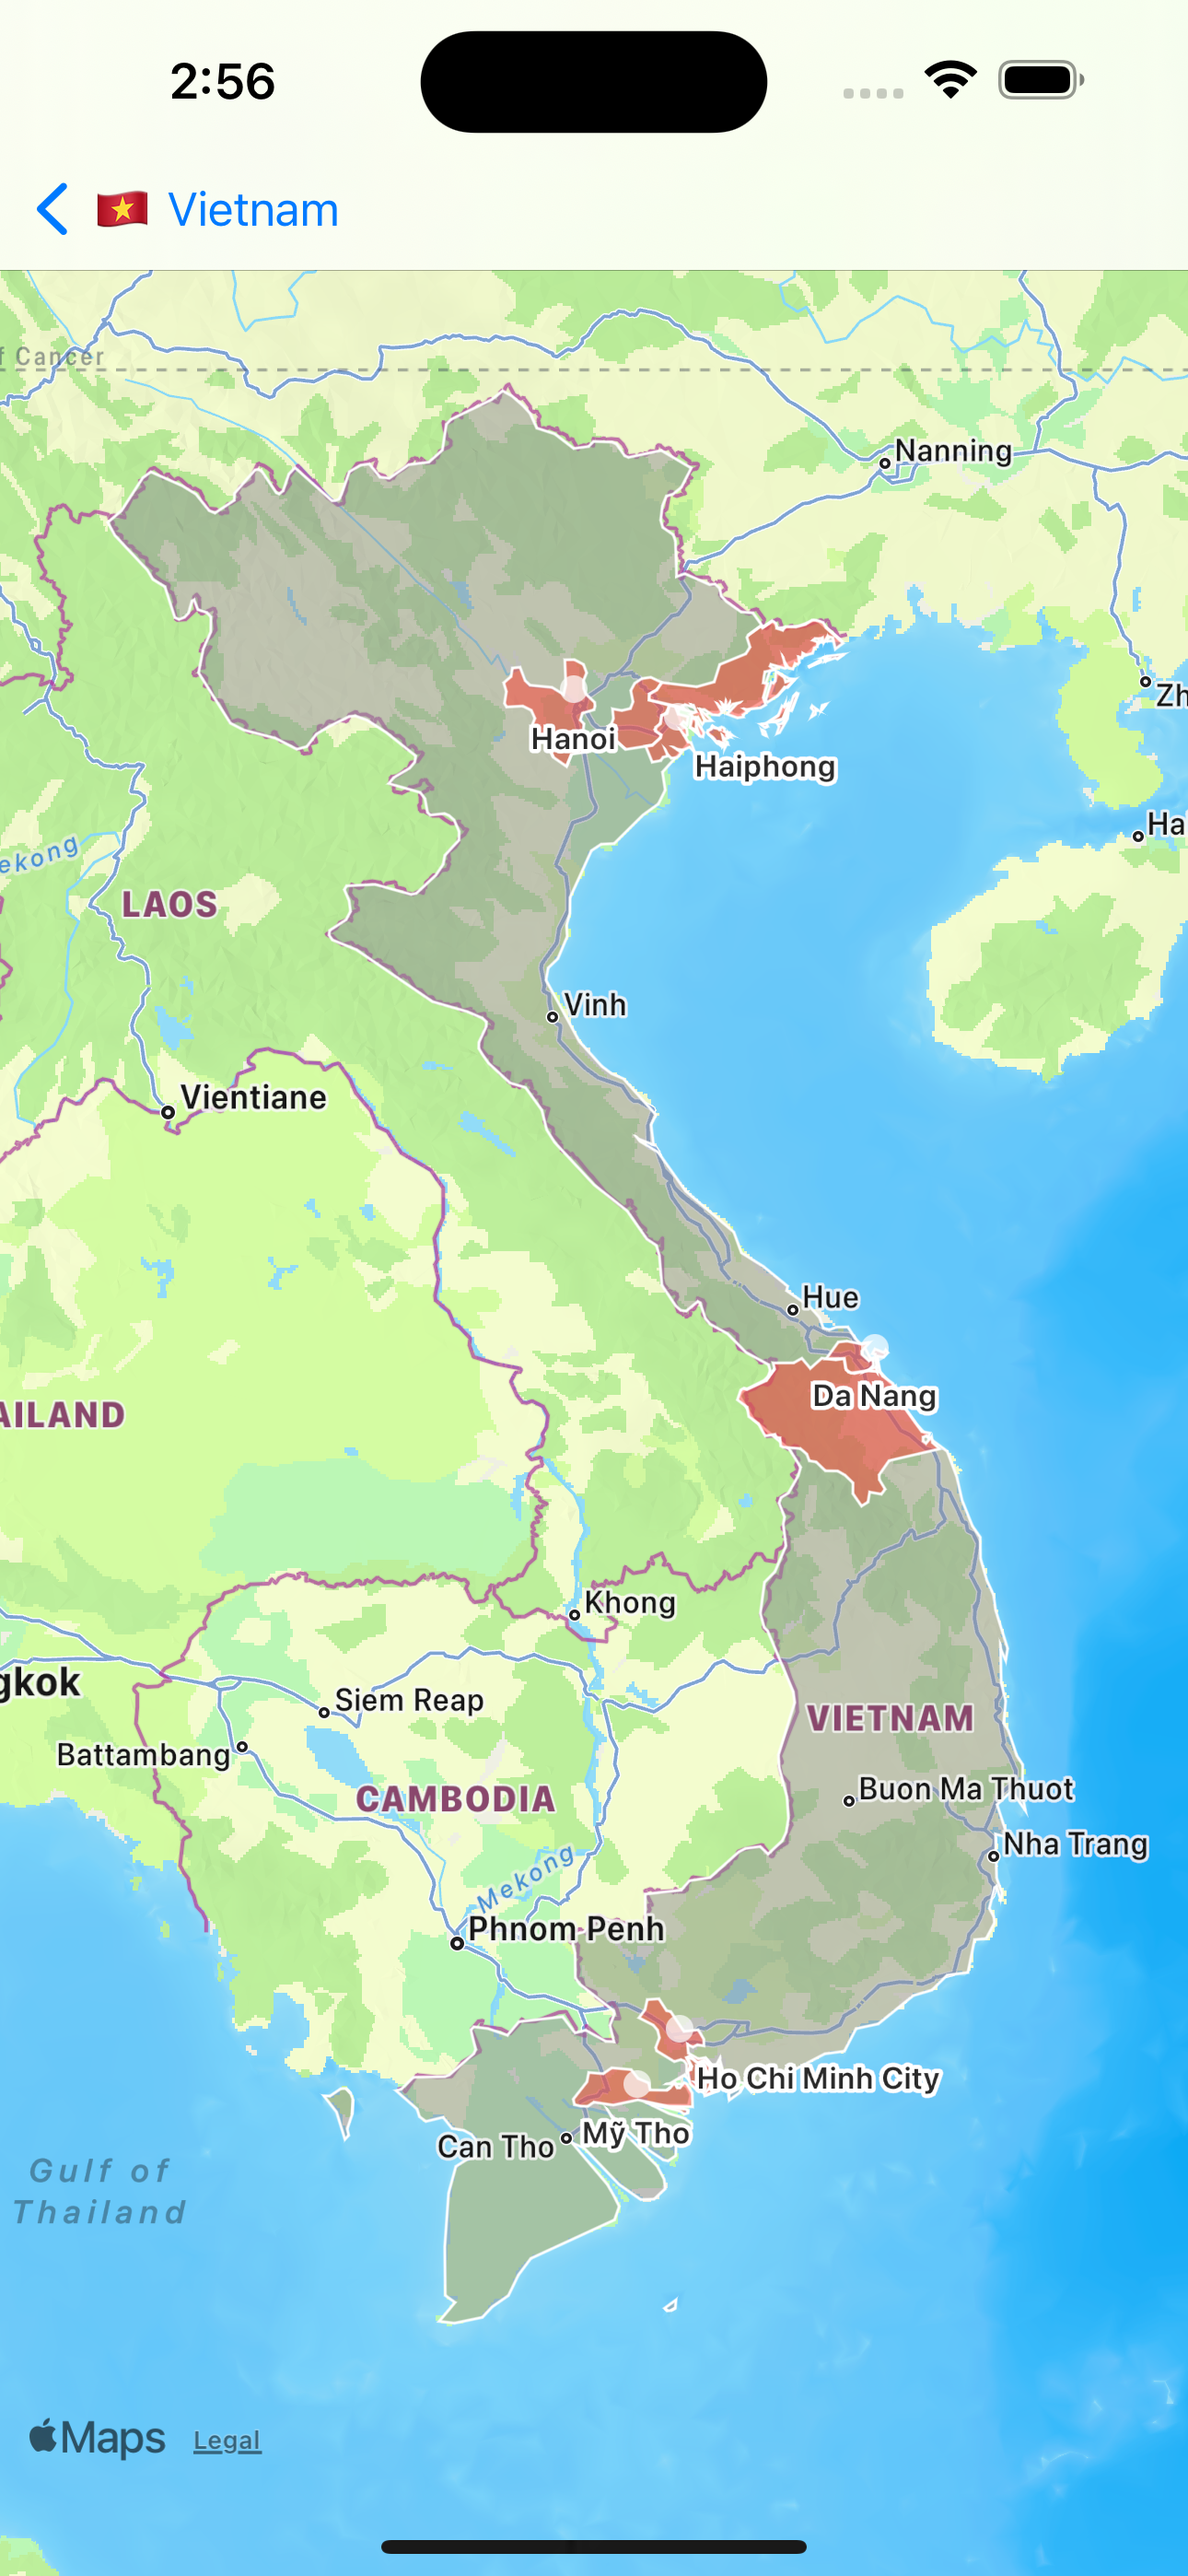 2:56
Vietnam
f Cancer
Nanning
Zh
Hanoi
Haiphong
Ha
ekong
LAOS
Vinh
Vientiane
Hue
Da Nang
AILAND
Khong
gkok
Siem Reap
VIETNAM
Battambang
Buon Ma Thuot
CAMBODIA
Nha Trang
Mekong
Phnom Penh
Ho Chi Minh City
Mỹ Tho
Can Tho
Gulf of
Thailand
Maps Legal